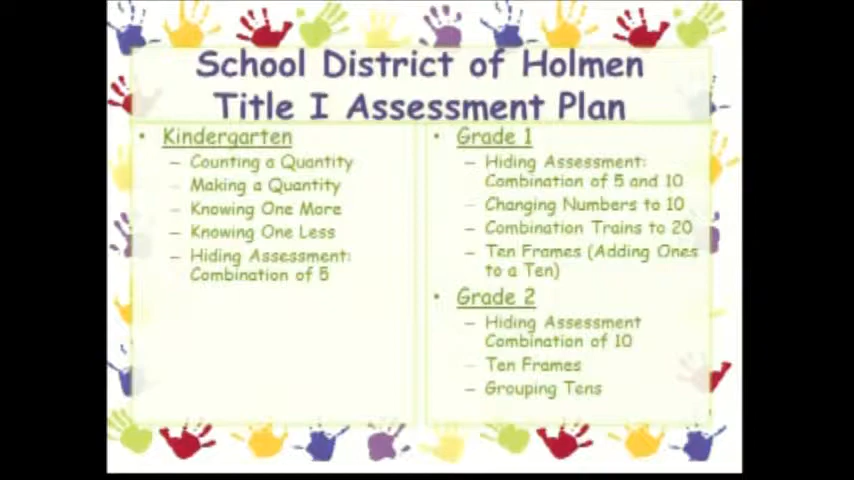 School District of Holmen
Title I Assessment Plan
• Kindergarten
– Counting a Quantity
– Making a Quantity
– Knowing One More
– Knowing One Less
– Hiding Assessment:
Combination of 5
• Grade 1
– Hiding Assessment:
Combination of 5 and 10
– Changing Numbers to 10
– Combination Trains to 20
– Ten Frames (Adding Ones
to a Ten)
• Grade 2
– Hiding Assessment
Combination of 10
– Ten Frames
– Grouping Tens